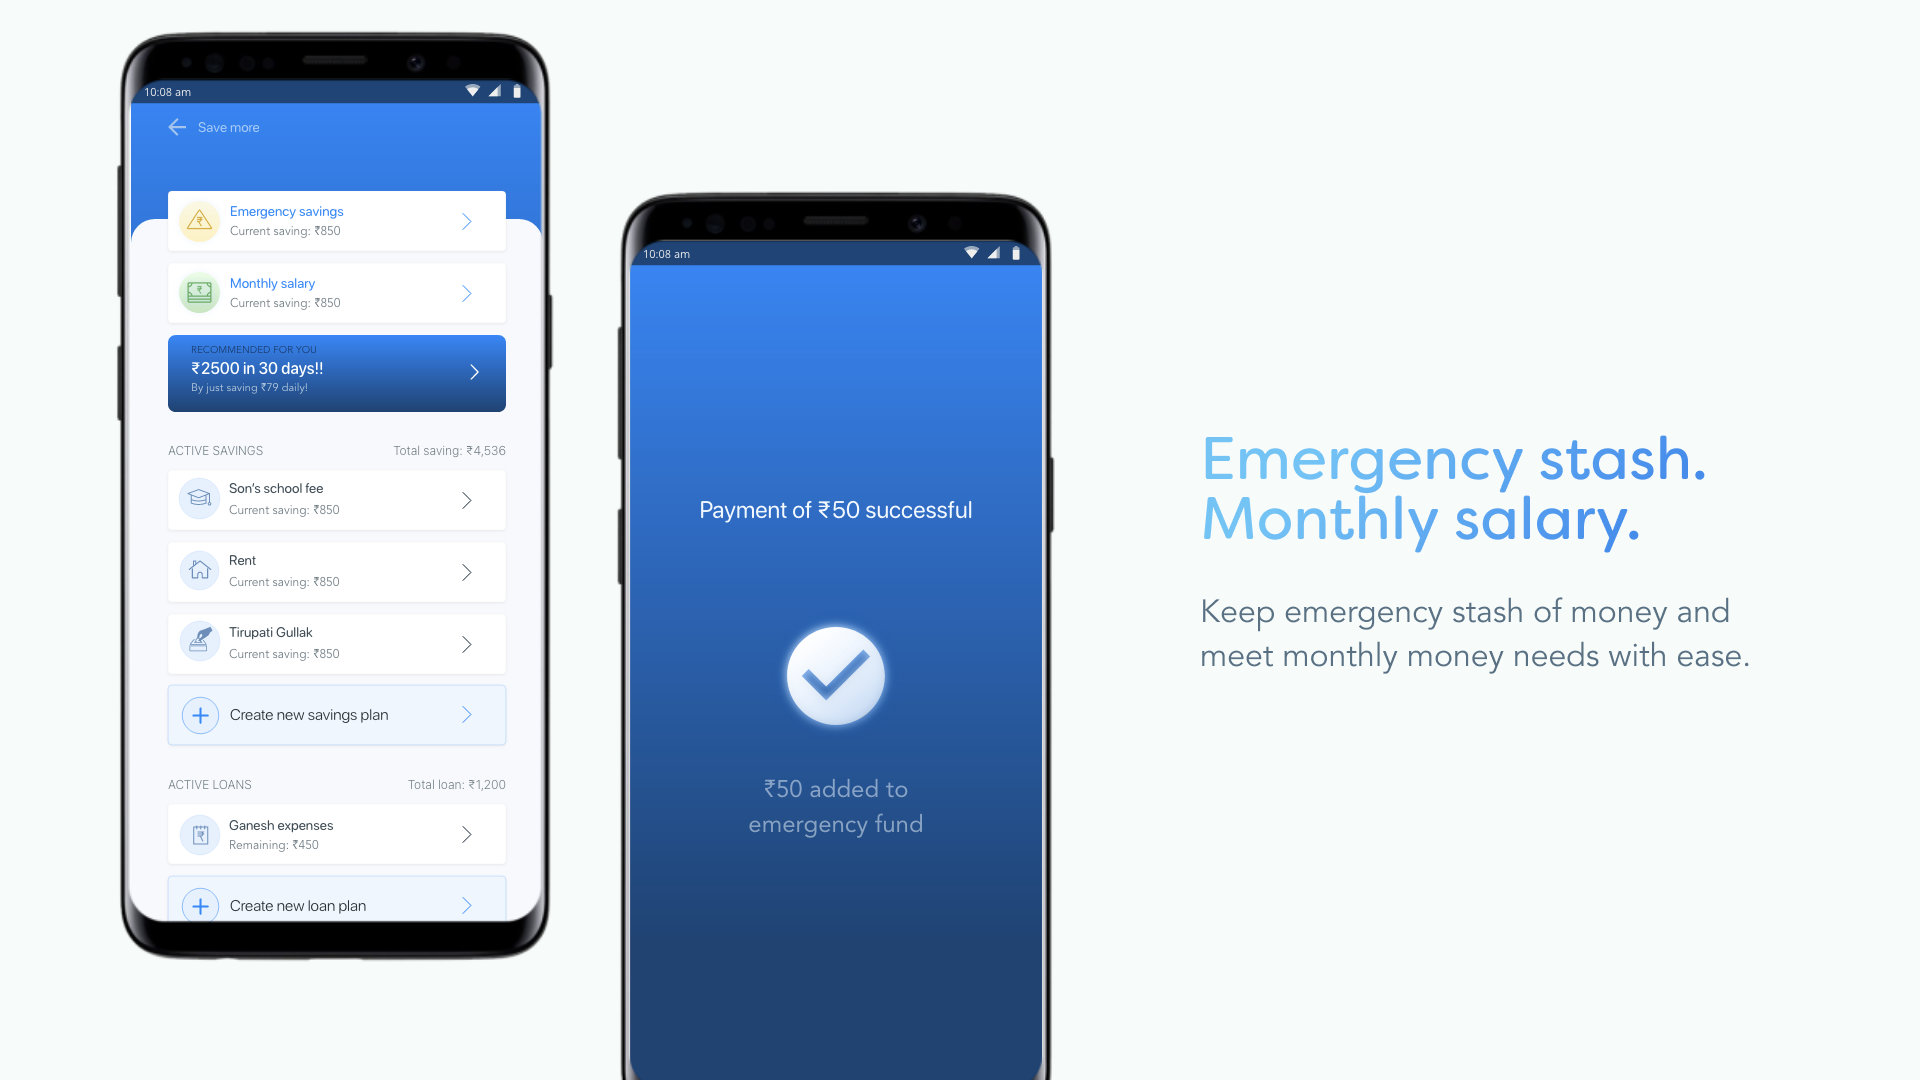 10:08 am
Save more
Emergency savings
Current saving: ₹850
Monthly salary
Current saving: ₹850
RECOMMENDED FOR YOU
₹2500 in 30 days!!
By just saving ₹79 daily!
ACTIVE SAVINGS Total saving: ₹4,536
Son's school fee
Current saving: ₹850
Rent
Current saving: ₹850
Tirupati Gullak
Current saving: ₹850
Create new savings plan
ACTIVE LOANS Total loan: ₹1,200
Ganesh expenses
Remaining: ₹450
Create new loan plan
10:08 am
Payment of ₹50 successful
₹50 added to
emergency fund
Emergency stash.
Monthly salary.
Keep emergency stash of money and
meet monthly money needs with ease.